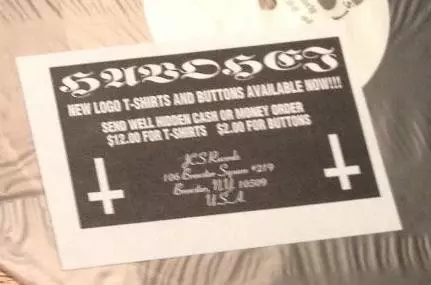 HAVOHEJ
NEW LOGO T-SHIRTS AND BUTTONS AVAILABLE NOW!!!
SEND WELL HIDDEN CASH OR MONEY ORDER
$12.00 FOR T-SHIRTS $2.00 FOR BUTTONS
JCS Records
106 Brewster Square #219
Brewster, N.Y. 10509
U.S.A.